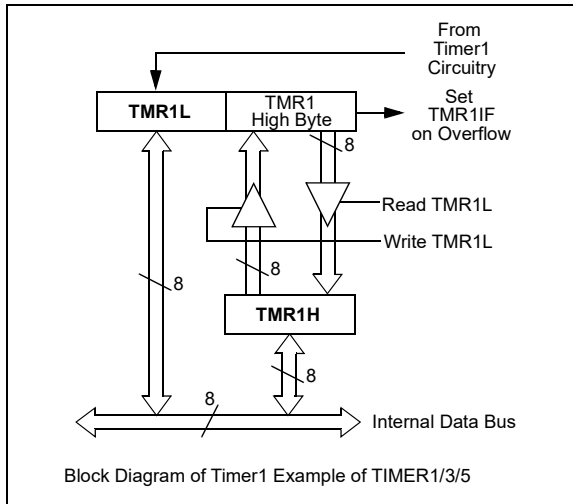 From
Timer1
Circuitry
TMR1L
TMR1
High Byte
Set
TMR1IF
on Overflow
8
Read TMR1L
Write TMR1L
8
8
TMR1H
8
8
Internal Data Bus
Block Diagram of Timer1 Example of TIMER1/3/5